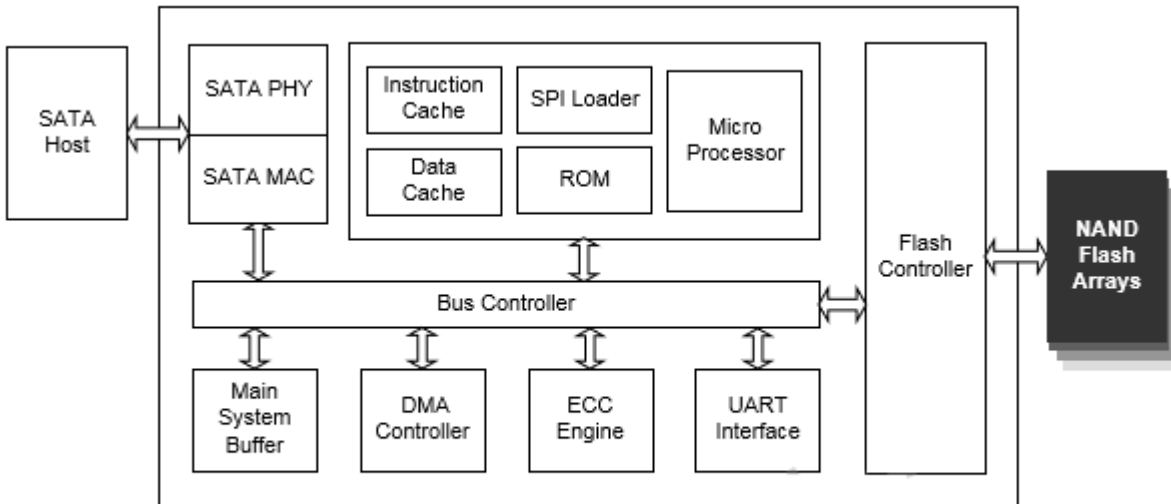 SATA
Host
SATA PHY
SATA MAC
Instruction
Cache
Data
Cache
SPI Loader
ROM
Micro
Processor
Flash
Controller
NAND
Flash
Arrays
Bus Controller
Main
System
Buffer
DMA
Controller
ECC
Engine
UART
Interface